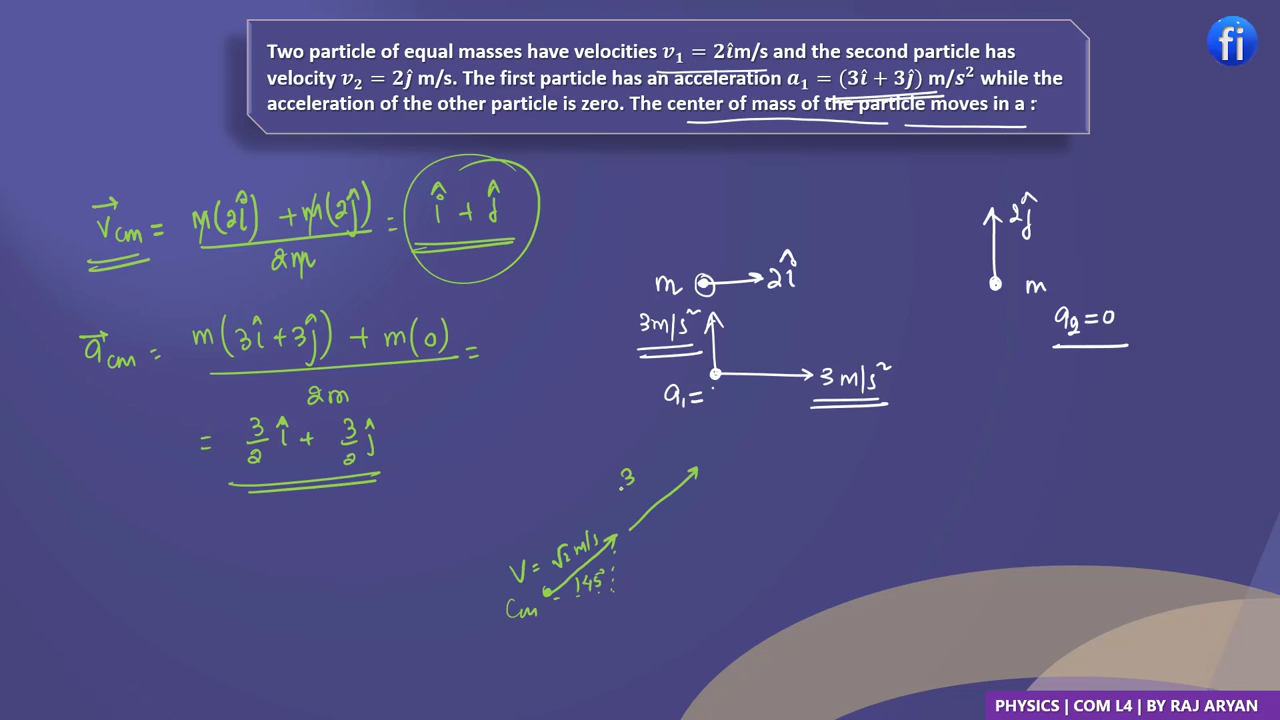 fi
Two particle of equal masses have velocities v₁ = 2î m/s and the second particle has
velocity v₂ = 2ĵ m/s. The first particle has an acceleration a₁ = (3î + 3ĵ) m/s² while the
acceleration of the other particle is zero. The center of mass of the particle moves in a :
v⃗cm = m(2î) + m(2ĵ) / 2m = î + ĵ
a⃗cm = m(3î + 3ĵ) + m(0) / 2m =
= 3/2 î + 3/2 ĵ
m 2î
3 m/s²
3 m/s²
a₁ =
2ĵ
m
a₂ = 0
3
V = √2 m/s
45°
Cm
PHYSICS | COM L4 | BY RAJ ARYAN